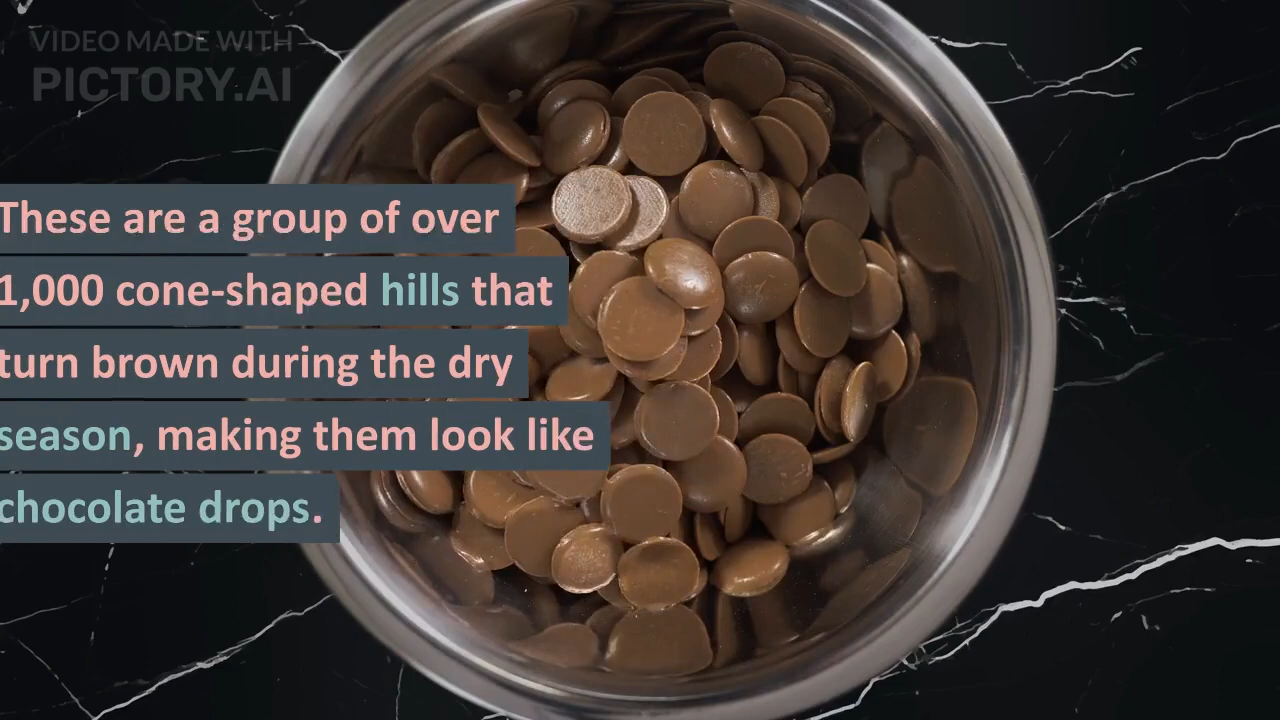 VIDEO MADE WITH
PICTORY.AI
These are a group of over
1,000 cone-shaped hills that
turn brown during the dry
season, making them look like
chocolate drops.